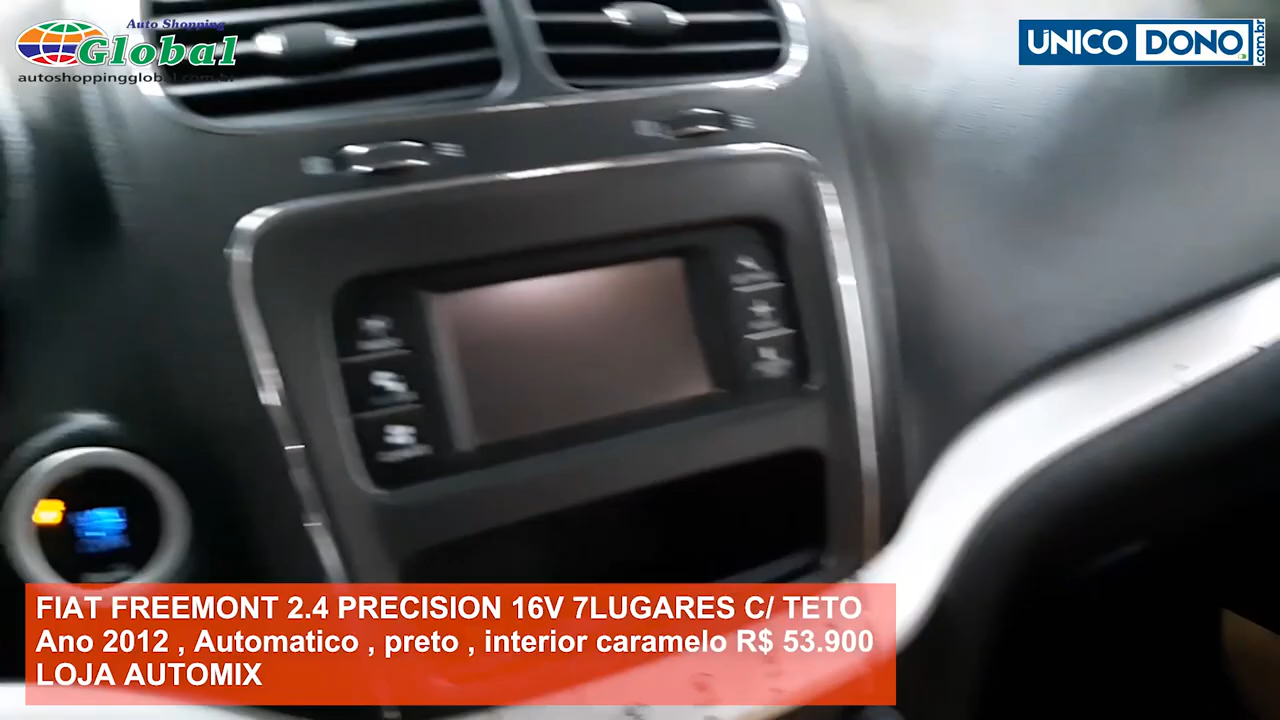 Auto Shopping
Global
autoshoppingglobal.com.br
ÚNICO DONO .com.br
FIAT FREEMONT 2.4 PRECISION 16V 7LUGARES C/ TETO
Ano 2012 , Automatico , preto , interior caramelo R$ 53.900
LOJA AUTOMIX